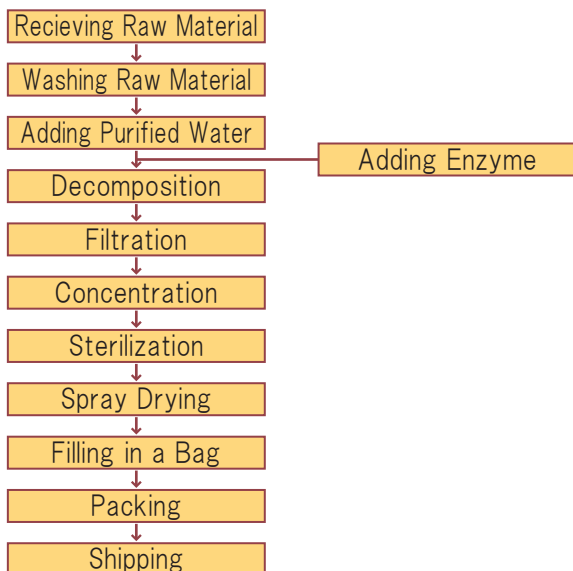 Recieving Raw Material
Washing Raw Material
Adding Purified Water
Adding Enzyme
Decomposition
Filtration
Concentration
Sterilization
Spray Drying
Filling in a Bag
Packing
Shipping